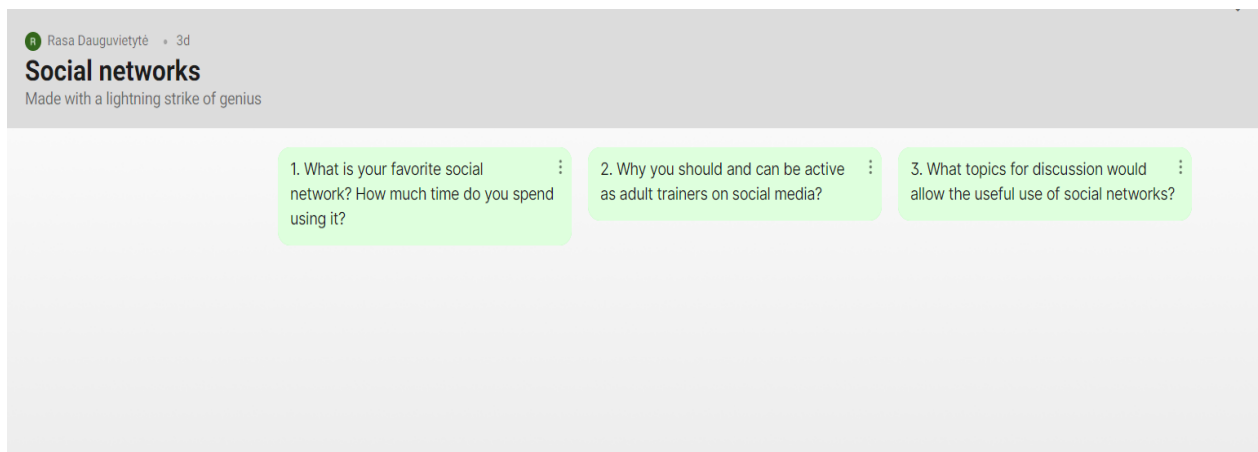 R Rasa Dauguvietytė • 3d
Social networks
Made with a lightning strike of genius
1. What is your favorite social
network? How much time do you spend
using it?
2. Why you should and can be active
as adult trainers on social media?
3. What topics for discussion would
allow the useful use of social networks?